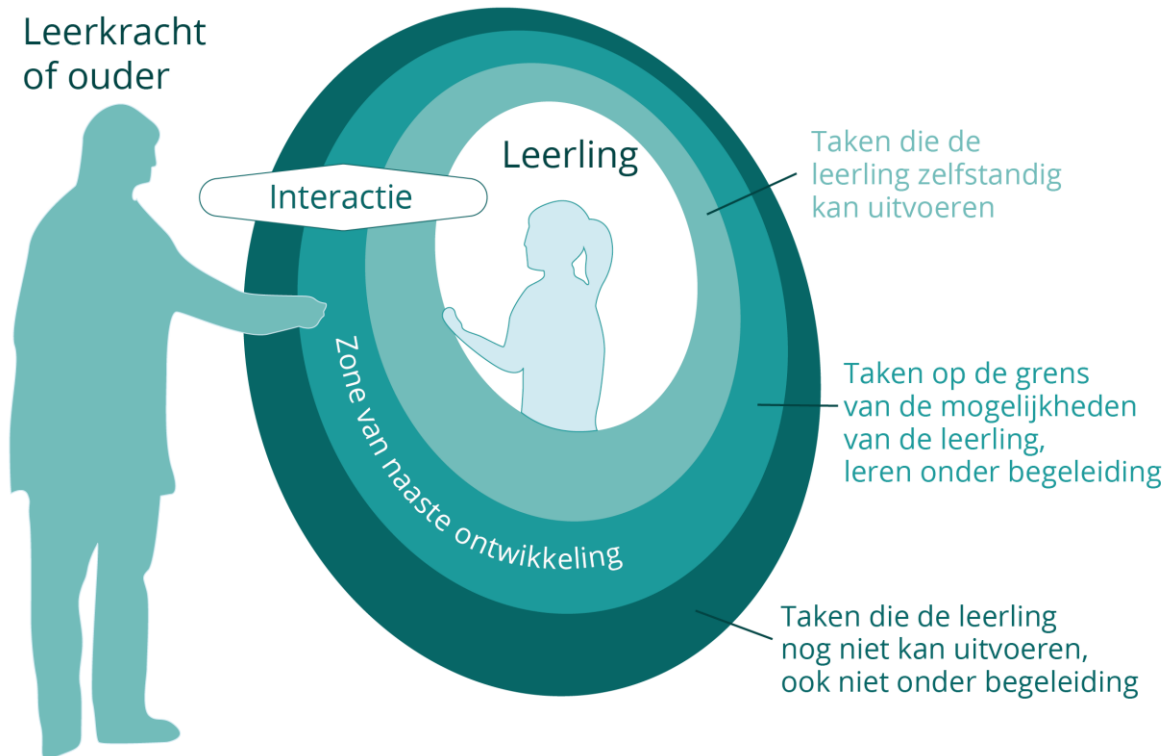 Leerkracht
of ouder
Interactie
Leerling
Taken die de
leerling zelfstandig
kan uitvoeren
Zone van naaste ontwikkeling
Taken op de grens
van de mogelijkheden
van de leerling,
leren onder begeleiding
Taken die de leerling
nog niet kan uitvoeren,
ook niet onder begeleiding